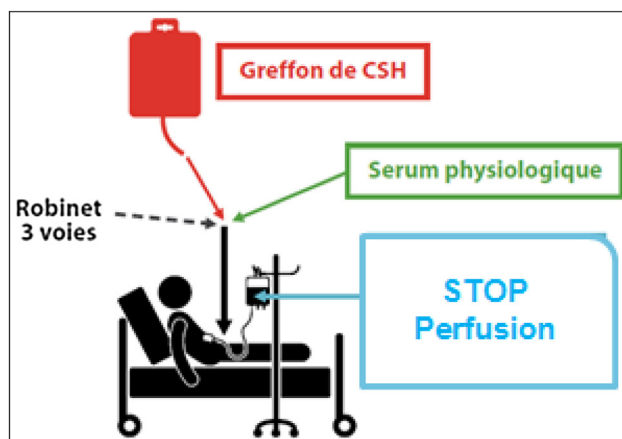 Greffon de CSH
Serum physiologique
Robinet
3 voies
STOP
Perfusion